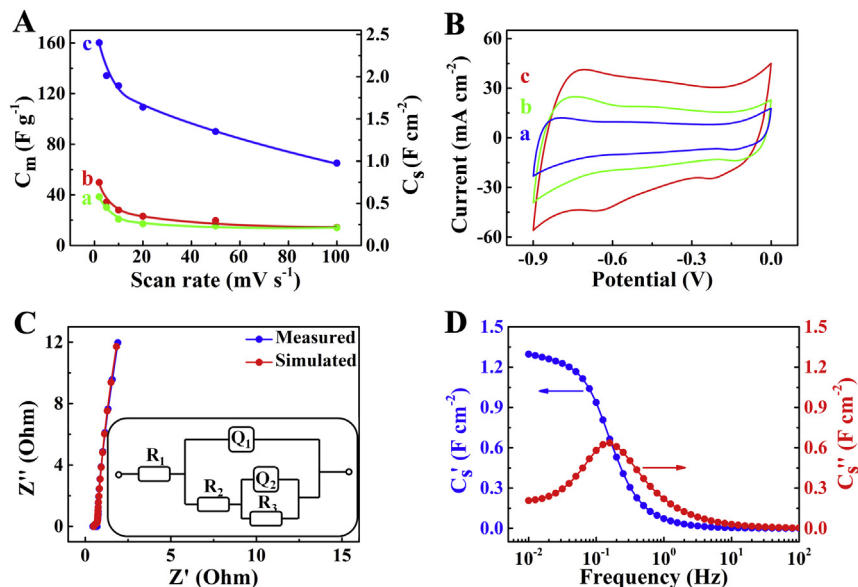 A
C_m (F g⁻¹)
160
120
80
40
0
c
b
a
2.5
2.0
1.5
1.0
0.5
0.0
C_s (F cm⁻²)
0 20 40 60 80 100
Scan rate (mV s⁻¹)
B
Current (mA cm⁻²)
60
30
0
-30
-60
c
b
a
-0.9 -0.6 -0.3 0.0
Potential (V)
C
Z'' (Ohm)
12
8
4
0
Measured
Simulated
R₁
Q₁
R₂
Q₂
R₃
0 5 10 15
Z' (Ohm)
D
C_s' (F cm⁻²)
1.5
1.2
0.9
0.6
0.3
0.0
1.5
1.2
0.9
0.6
0.3
0.0
C_s'' (F cm⁻²)
10⁻² 10⁻¹ 10⁰ 10¹ 10²
Frequency (Hz)